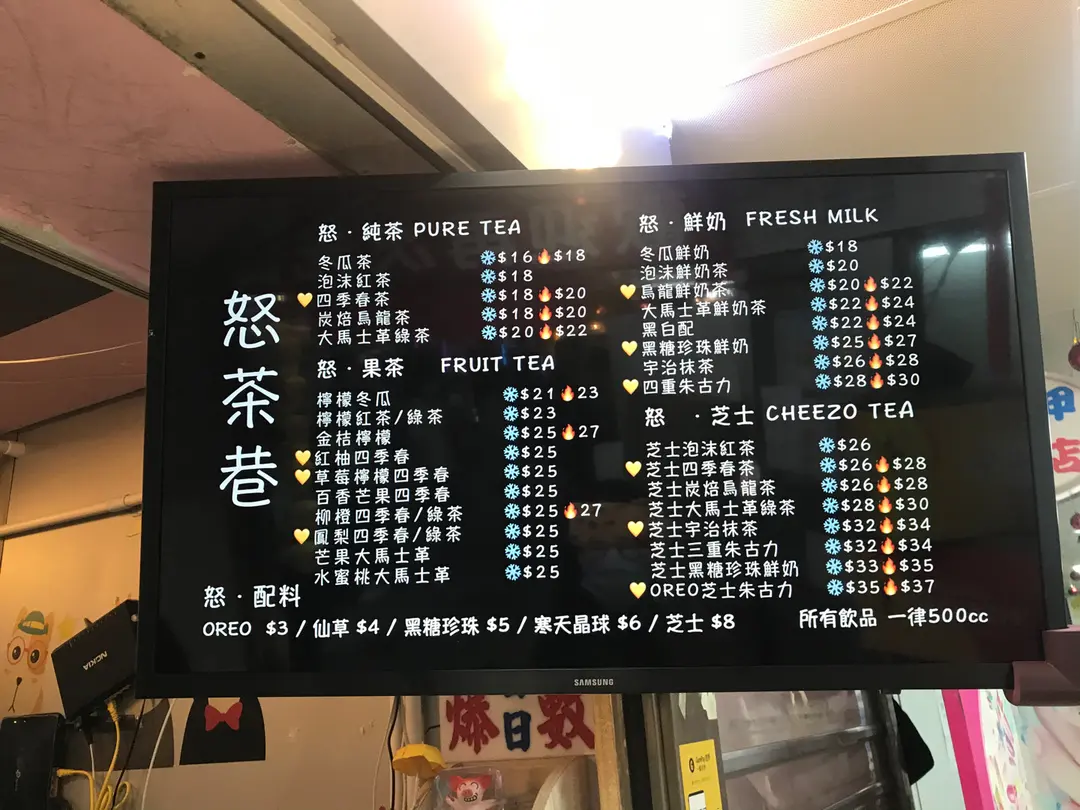 怒茶巷
怒·純茶 PURE TEA
冬瓜茶 ❄$16🔥$18
泡沫紅茶 ❄$18
💛四季春茶 ❄$18🔥$20
炭焙烏龍茶 ❄$18🔥$20
大馬士革綠茶 ❄$20🔥$22
怒·果茶 FRUIT TEA
檸檬冬瓜 ❄$21🔥23
檸檬紅茶/綠茶 ❄$23
金桔檸檬 ❄$25🔥27
💛紅柚四季春 ❄$25
💛草莓檸檬四季春 ❄$25
百香芒果四季春 ❄$25
柳橙四季春/綠茶 ❄$25🔥27
💛鳳梨四季春/綠茶 ❄$25
芒果大馬士革 ❄$25
水蜜桃大馬士革 ❄$25
怒·鮮奶 FRESH MILK
冬瓜鮮奶 ❄$18
泡沫鮮奶茶 ❄$20
💛烏龍鮮奶茶 ❄$20🔥$22
大馬士革鮮奶茶 ❄$22🔥$24
黑白配 ❄$22🔥$24
💛黑糖珍珠鮮奶 ❄$25🔥$27
宇治抹茶 ❄$26🔥$28
💛四重朱古力 ❄$28🔥$30
怒 ·芝士 CHEEZO TEA
芝士泡沫紅茶 ❄$26
💛芝士四季春茶 ❄$26🔥$28
芝士炭焙烏龍茶 ❄$26🔥$28
芝士大馬士革綠茶 ❄$28🔥$30
💛芝士宇治抹茶 ❄$32🔥$34
芝士三重朱古力 ❄$32🔥$34
芝士黑糖珍珠鮮奶 ❄$33🔥$35
💛OREO芝士朱古力 ❄$35🔥$37
怒·配料
OREO $3 / 仙草 $4 / 黑糖珍珠 $5 / 寒天晶球 $6 / 芝士 $8
所有飲品 一律500cc
SAMSUNG
NOKIA
爆日數